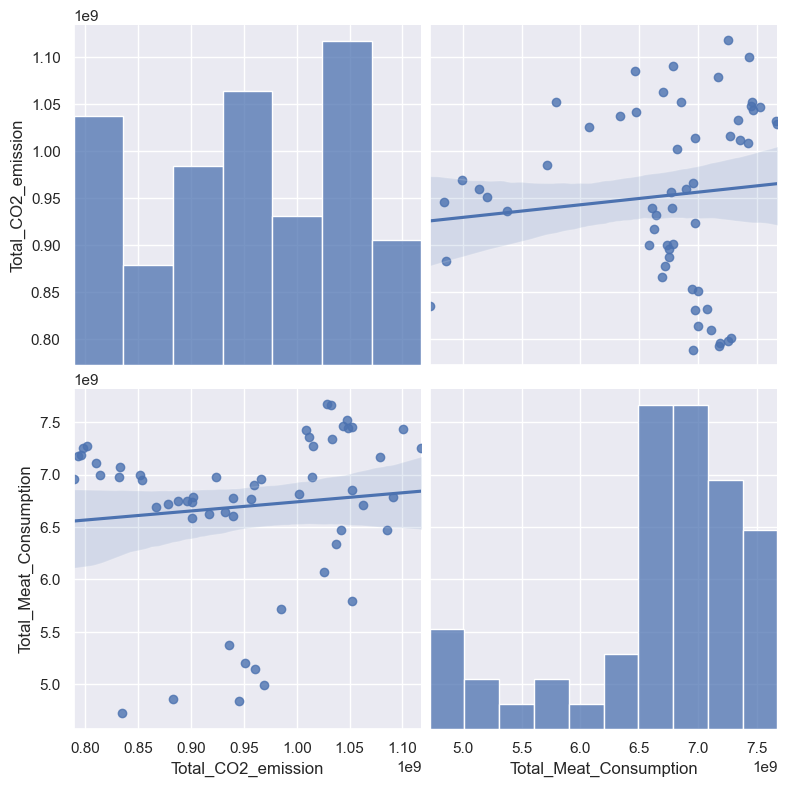 1e9
1.10
1.05
1.00
0.95
0.90
0.85
0.80
Total_CO2_emission
1e9
7.5
7.0
6.5
6.0
5.5
5.0
Total_Meat_Consumption
0.80 0.85 0.90 0.95 1.00 1.05 1.10
1e9
Total_CO2_emission
5.0 5.5 6.0 6.5 7.0 7.5
1e9
Total_Meat_Consumption